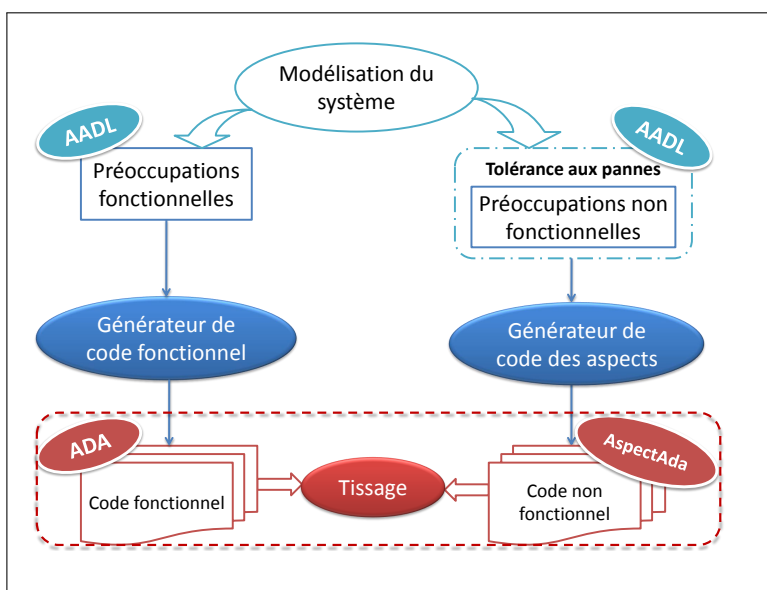 Modélisation du
système
AADL
AADL
Préoccupations
fonctionnelles
Tolérance aux pannes
Préoccupations non
fonctionnelles
Générateur de
code fonctionnel
Générateur de
code des aspects
ADA
AspectAda
Code fonctionnel
Tissage
Code non
fonctionnel